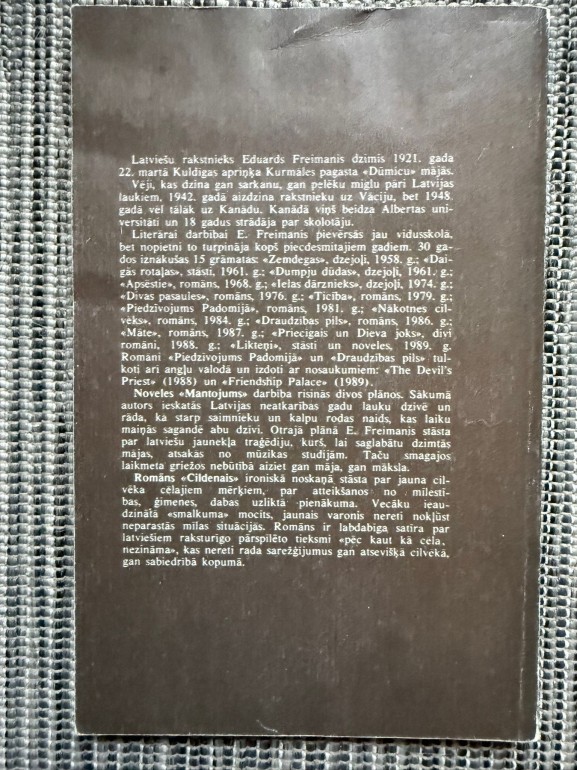 Latviešu rakstnieks Eduards Freimanis dzimis 1921. gada
22. martā Kuldīgas apriņķa Kurmāles pagasta «Dūmiču» mājās.
Vēji, kas dzina gan sarkanu, gan pelēku miglu pāri Latvijas
laukiem, 1942. gadā aizdzina rakstnieku uz Vāciju, bet 1948.
gadā vēl tālāk uz Kanādu. Kanādā viņš beidza Albertas uni-
versitāti un 18 gadus strādāja par skolotāju.
Literārai darbībai E. Freimanis pievērsās jau vidusskolā,
bet nopietni to turpināja kopš piecdesmitajiem gadiem. 30 ga-
dos iznākušas 15 grāmatas: «Zemdegas», dzejoļi, 1958. g.; «Dai-
gās rotaļas», stāsti, 1961. g.; «Dumpju dūdas», dzejoļi, 1961. g.;
«Apsēstie», romāns, 1968. g.; «Ielas dārznieks», dzejoļi, 1974. g.;
«Divas pasaules», romāns, 1976. g.; «Ticība», romāns, 1979. g.;
«Piedzīvojums Padomijā», romāns, 1981. g.; «Nākotnes cil-
vēks», romāns, 1984. g.; «Draudzības pils», romāns, 1986. g.;
«Māte», romāns, 1987. g.; «Priecīgais un Dieva joks», divi
romāni, 1988. g.; «Likteņi», stāsti un noveles, 1989. g.
Romāni «Piedzīvojums Padomijā» un «Draudzības pils» tul-
koti arī angļu valodā un izdoti ar nosaukumiem: «The Devil's
Priest» (1988) un «Friendship Palace» (1989).
Noveles «Mantojums» darbība risinās divos plānos. Sākumā
autors ieskatās Latvijas neatkarības gadu lauku dzīvē un
rāda, kā starp saimnieku un kalpu rodas naids, kas laiku
maiņās sagandē abu dzīvi. Otrajā plānā E. Freimanis stāsta
par latviešu jaunekļa traģēdiju, kurš, lai saglabātu dzimtās
mājas, atsakās no mūzikas studijām. Taču smagajos
laikmeta griežos nebūtībā aiziet gan māja, gan māksla.
Romāns «Cildenais» ironiskā noskaņā stāsta par jauna cil-
vēka cēlajiem mērķiem, par atteikšanos no mīlestī-
bas, ģimenes, dabas uzliktā pienākuma. Vecāku ieau-
dzinātā «smalkuma» mocīts, jaunais varonis nereti nokļūst
neparastās mīlas situācijās. Romāns ir labdabīga satīra par
latviešiem raksturīgo pārspīlēto tieksmi «pēc kaut kā cēla,
nezināma», kas nereti rada sarežģījumus gan atsevišķā cilvēkā,
gan sabiedrībā kopumā.